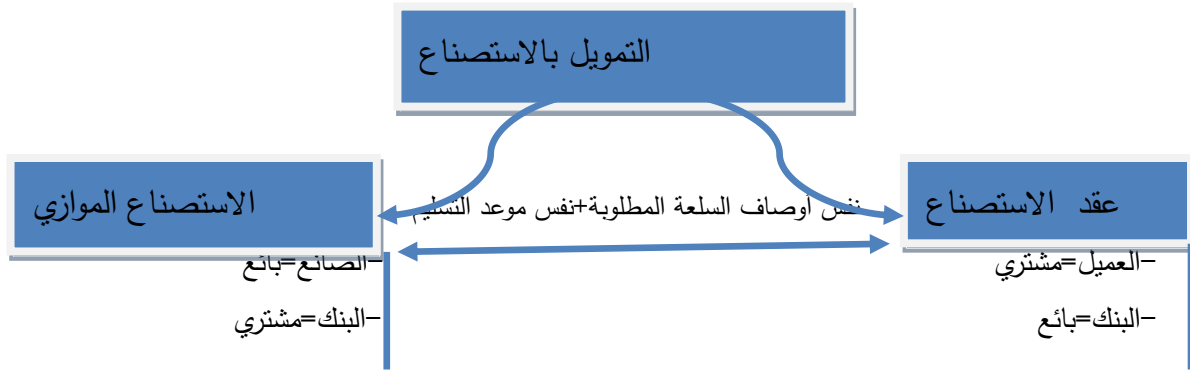 التمويل بالاستصناع
عقد الاستصناع
نفس أوصاف السلعة المطلوبة+نفس موعد التسليم
الاستصناع الموازي
-العميل=مشتري
-البنك=بائع
-الصانع=بائع
-البنك=مشتري